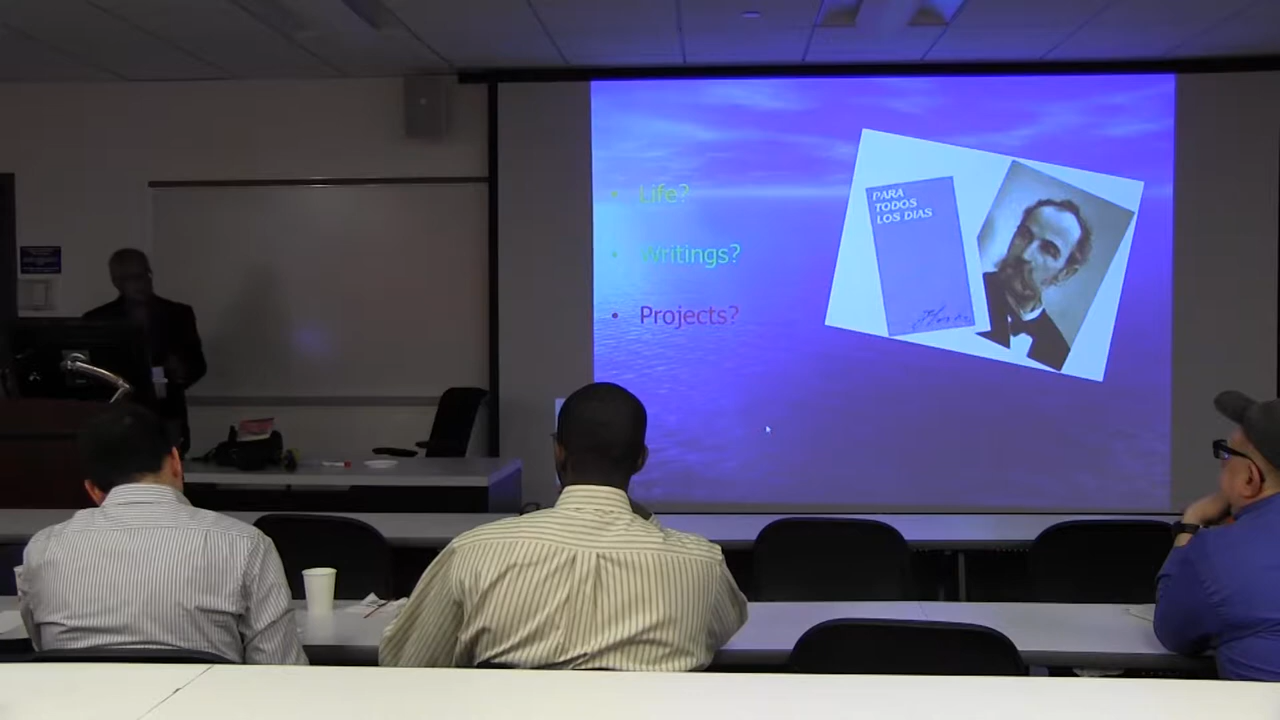 • Life?
• Writings?
• Projects?
PARA
TODOS
LOS DIAS